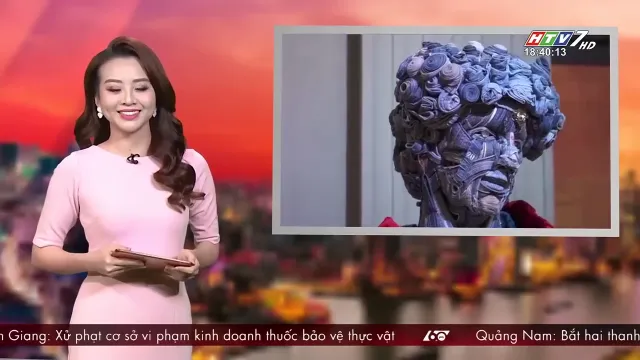 HTV7 HD
18:40:13
n Giang: Xử phạt cơ sở vi phạm kinh doanh thuốc bảo vệ thực vật 60 Quảng Nam: Bắt hai thanh